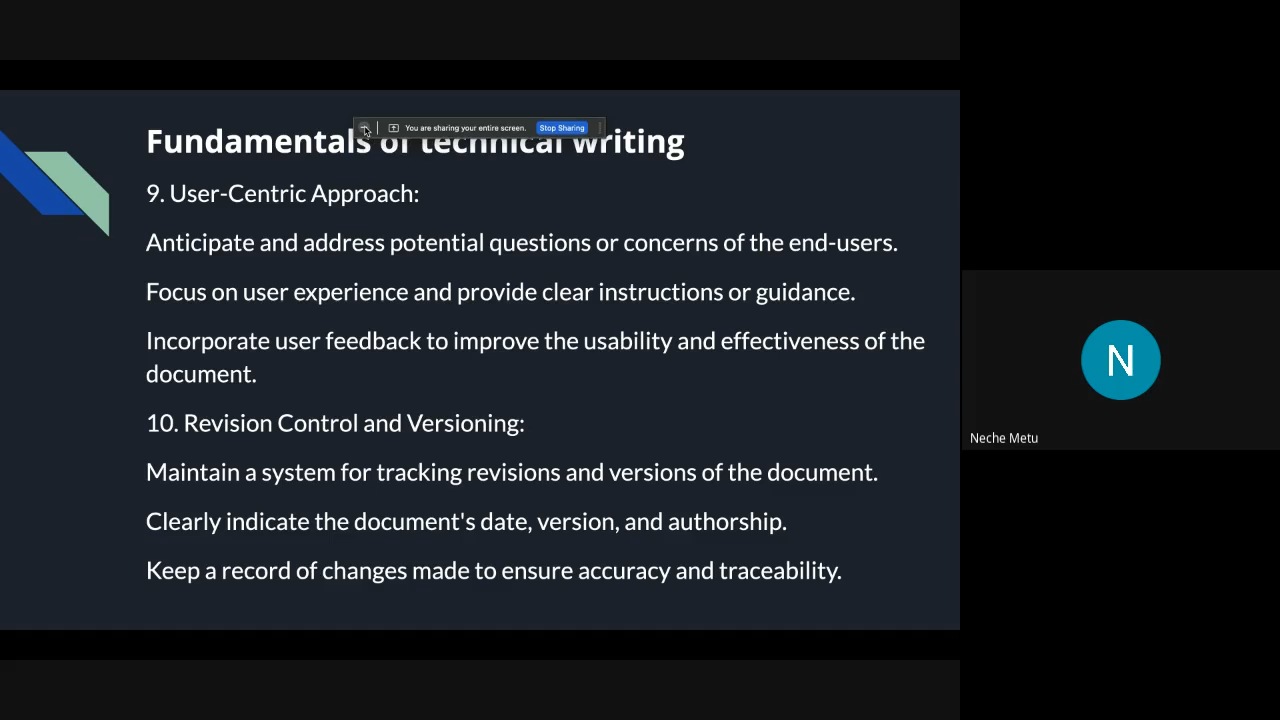 You are sharing your entire screen. Stop Sharing
Fundamentals of technical writing
9. User-Centric Approach:
Anticipate and address potential questions or concerns of the end-users.
Focus on user experience and provide clear instructions or guidance.
Incorporate user feedback to improve the usability and effectiveness of the
document.
10. Revision Control and Versioning:
Maintain a system for tracking revisions and versions of the document.
Clearly indicate the document's date, version, and authorship.
Keep a record of changes made to ensure accuracy and traceability.
N
Neche Metu